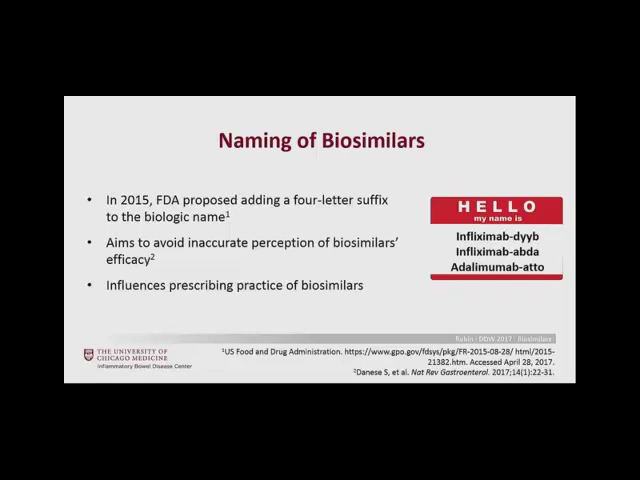 Naming of Biosimilars
• In 2015, FDA proposed adding a four-letter suffix
to the biologic name1
• Aims to avoid inaccurate perception of biosimilars'
efficacy2
• Influences prescribing practice of biosimilars
HELLO
my name is
Infliximab-dyyb
Infliximab-abda
Adalimumab-atto
Rubin | DDW 2017 | Biosimilars
THE UNIVERSITY OF
CHICAGO MEDICINE
Inflammatory Bowel Disease Center
1US Food and Drug Administration. https://www.gpo.gov/fdsys/pkg/FR-2015-08-28/ html/2015-
21382.htm. Accessed April 28, 2017.
2Danese S, et al. Nat Rev Gastroenterol. 2017;14(1):22-31.